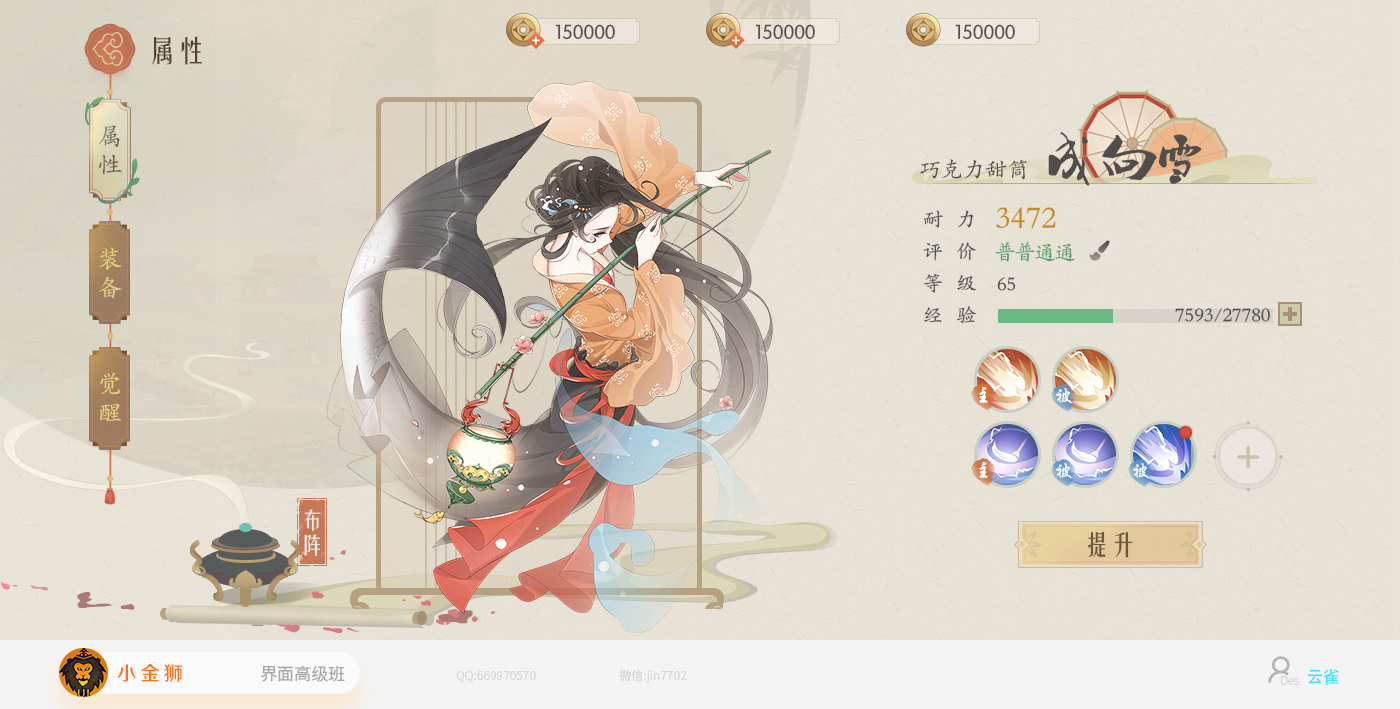 属性
150000
150000
150000
属性
装备
觉醒
布阵
巧克力甜筒
成向雪
耐力 3472
评价 普普通通
等级 65
经验 7593/27780
主
被
主
被
被
提升
小金狮
界面高级班
QQ:669970570
微信:jin7702
Des 云雀